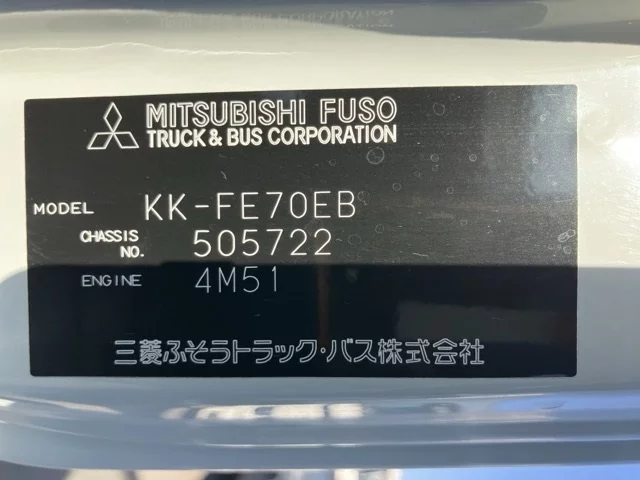 MITSUBISHI FUSO
TRUCK & BUS CORPORATION
MODEL KK-FE70EB
CHASSIS NO. 505722
ENGINE 4M51
三菱ふそうトラック・バス株式会社